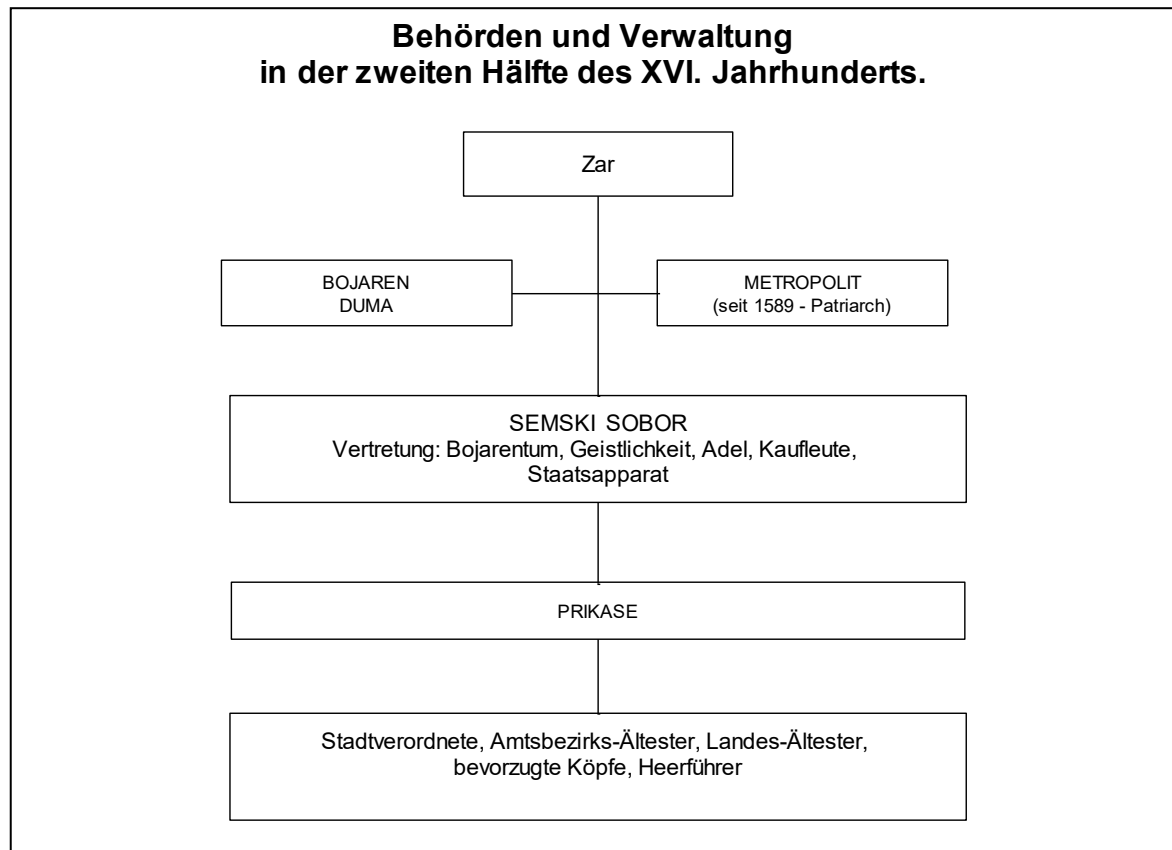 Behörden und Verwaltung
in der zweiten Hälfte des XVI. Jahrhunderts.
Zar
BOJAREN
DUMA
METROPOLIT
(seit 1589 - Patriarch)
SEMSKI SOBOR
Vertretung: Bojarentum, Geistlichkeit, Adel, Kaufleute,
Staatsapparat
PRIKASE
Stadtverordnete, Amtsbezirks-Ältester, Landes-Ältester,
bevorzugte Köpfe, Heerführer